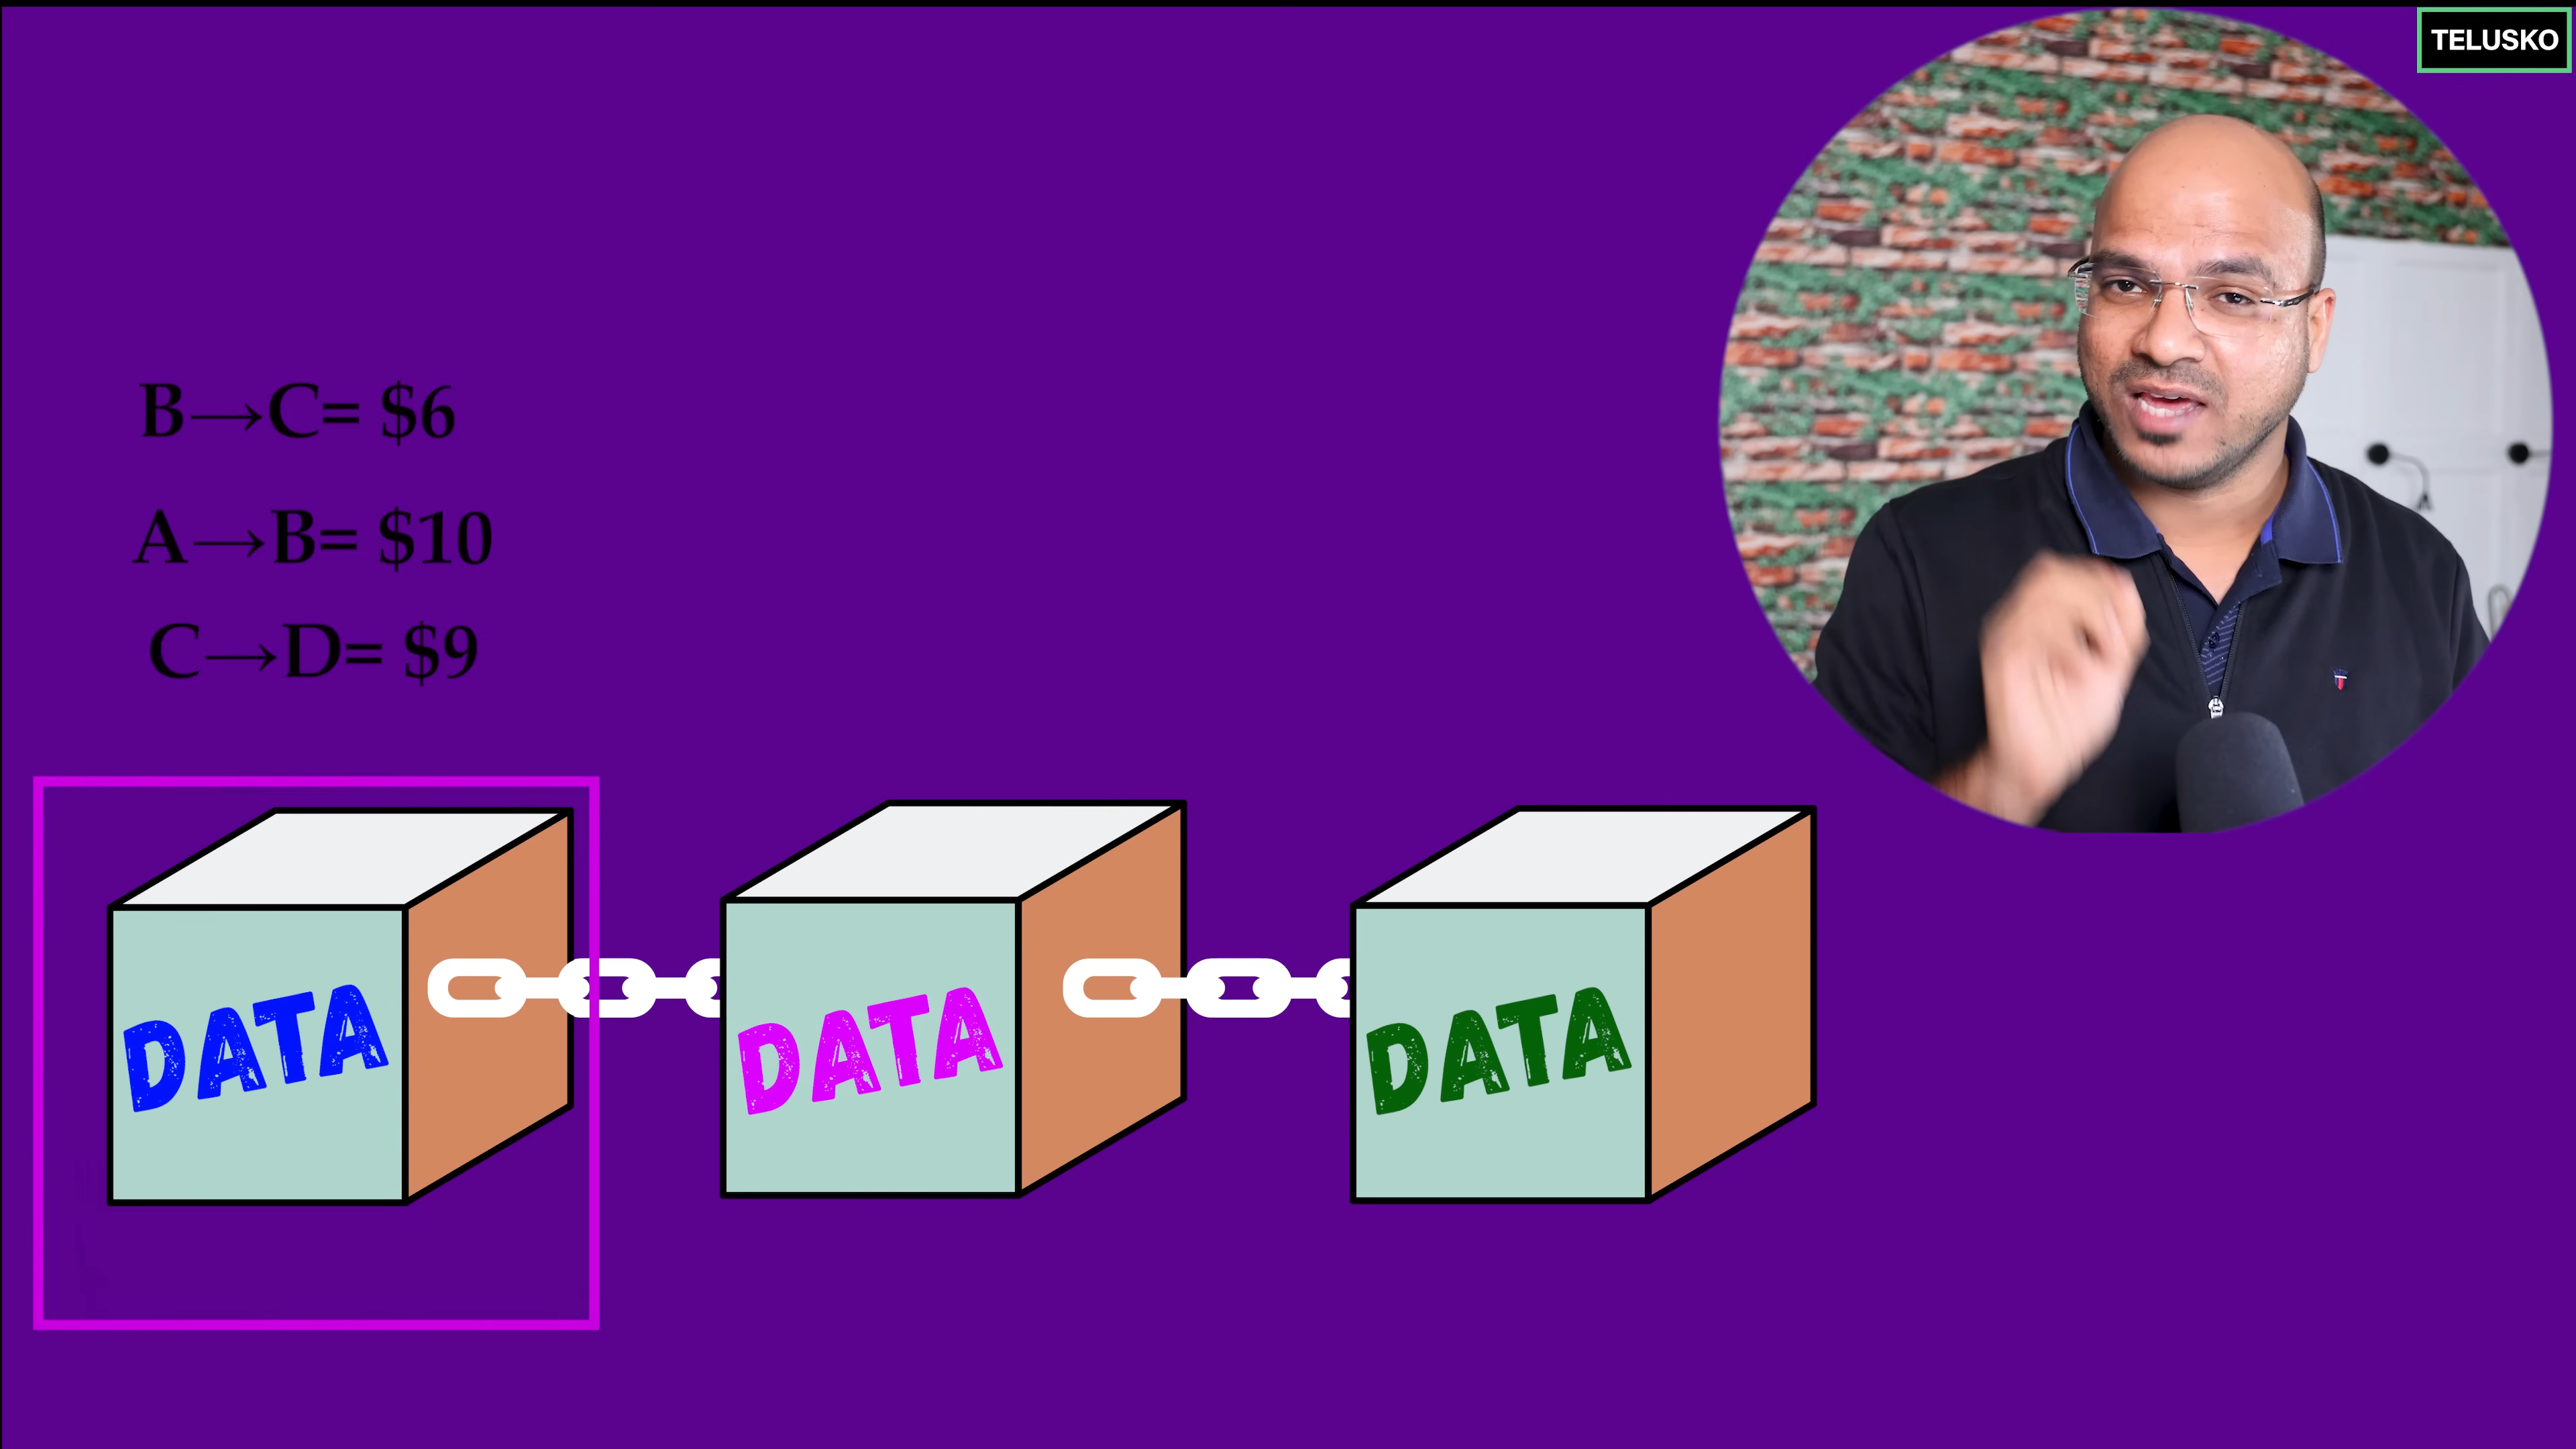 TELUSKO
B→C= $6
A→B= $10
C→D= $9
DATA
DATA
DATA